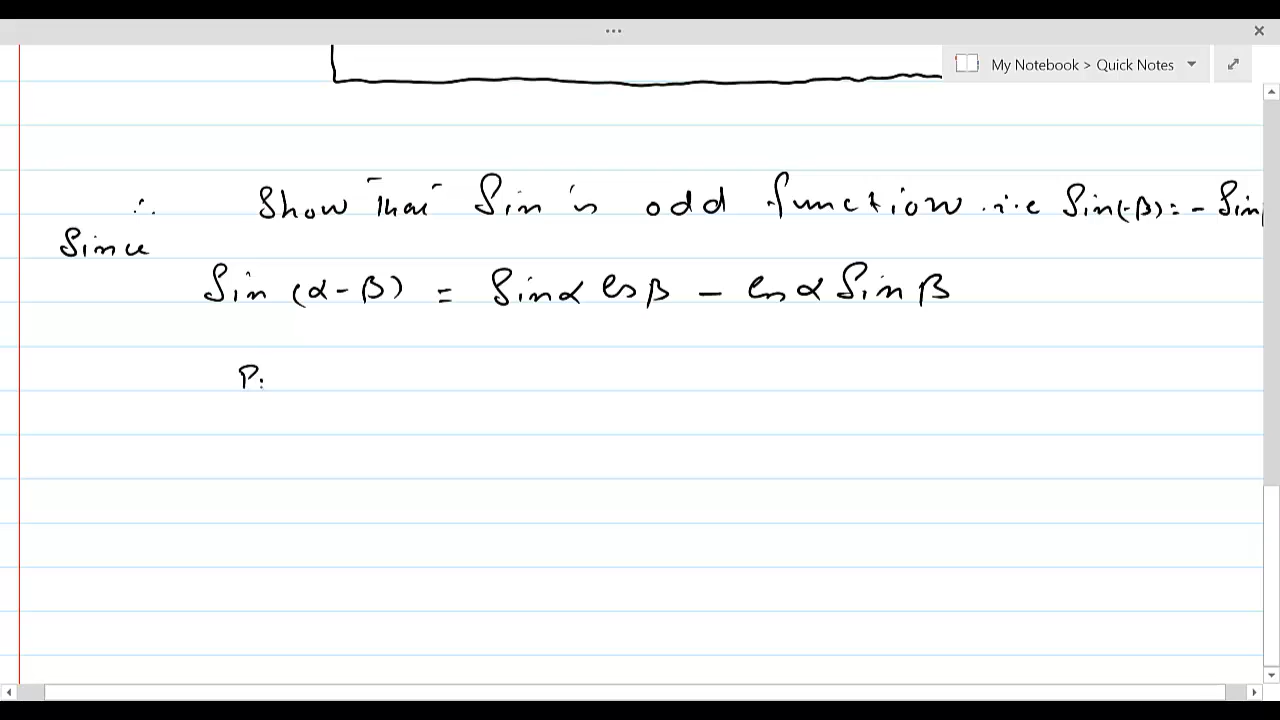 ...
My Notebook > Quick Notes
∴ Show that Sin is odd function .i.e Sin(-β) = - Sin
Since
Sin (α - β) = Sinα Cosβ - Cosα Sinβ
P